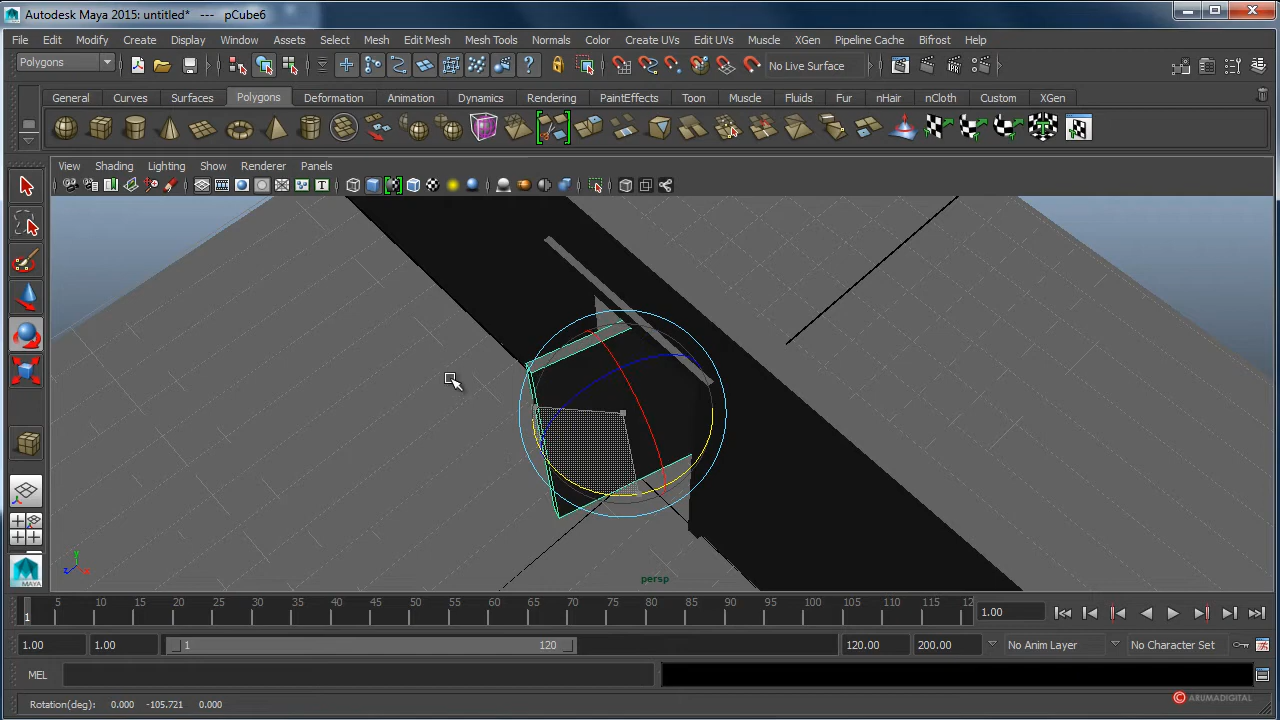 Autodesk Maya 2015: untitled*   ---   pCube6
File Edit Modify Create Display Window Assets Select Mesh Edit Mesh Mesh Tools Normals Color Create UVs Edit UVs Muscle XGen Pipeline Cache Bifrost Help
Polygons No Live Surface
General Curves Surfaces Polygons Deformation Animation Dynamics Rendering PaintEffects Toon Muscle Fluids Fur nHair nCloth Custom XGen
View Shading Lighting Show Renderer Panels
persp
y
z x
MAYA
1 5 10 15 20 25 30 35 40 45 50 55 60 65 70 75 80 85 90 95 100 105 110 115 12 1.00
1.00 1.00 1 120 120.00 200.00 No Anim Layer No Character Set
MEL
Rotation(deg): 0.000 -105.721 0.000
© ARUMADIGITAL